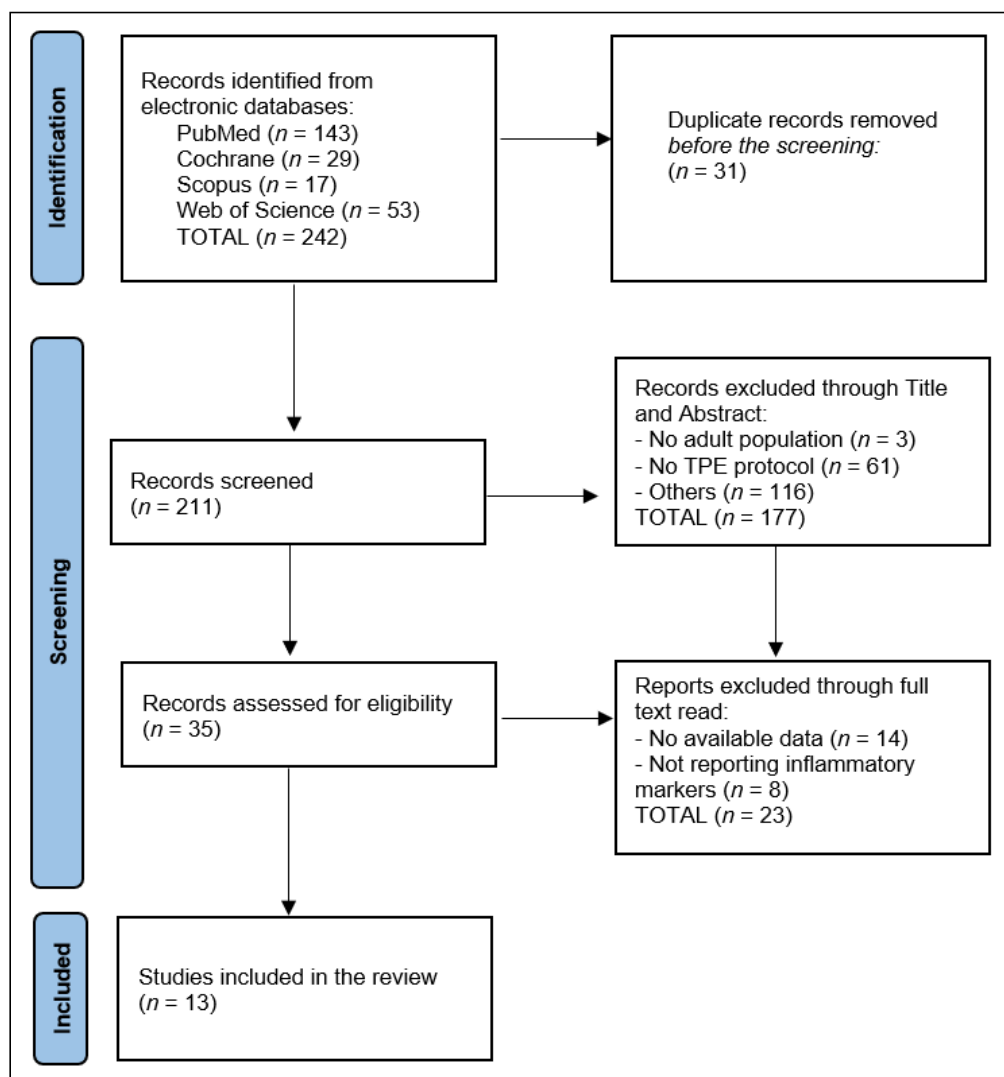 Identification
Records identified from
electronic databases:
PubMed (n = 143)
Cochrane (n = 29)
Scopus (n = 17)
Web of Science (n = 53)
TOTAL (n = 242)
Duplicate records removed
before the screening:
(n = 31)
Screening
Records screened
(n = 211)
Records excluded through Title
and Abstract:
- No adult population (n = 3)
- No TPE protocol (n = 61)
- Others (n = 116)
TOTAL (n = 177)
Records assessed for eligibility
(n = 35)
Reports excluded through full
text read:
- No available data (n = 14)
- Not reporting inflammatory
markers (n = 8)
TOTAL (n = 23)
Included
Studies included in the review
(n = 13)